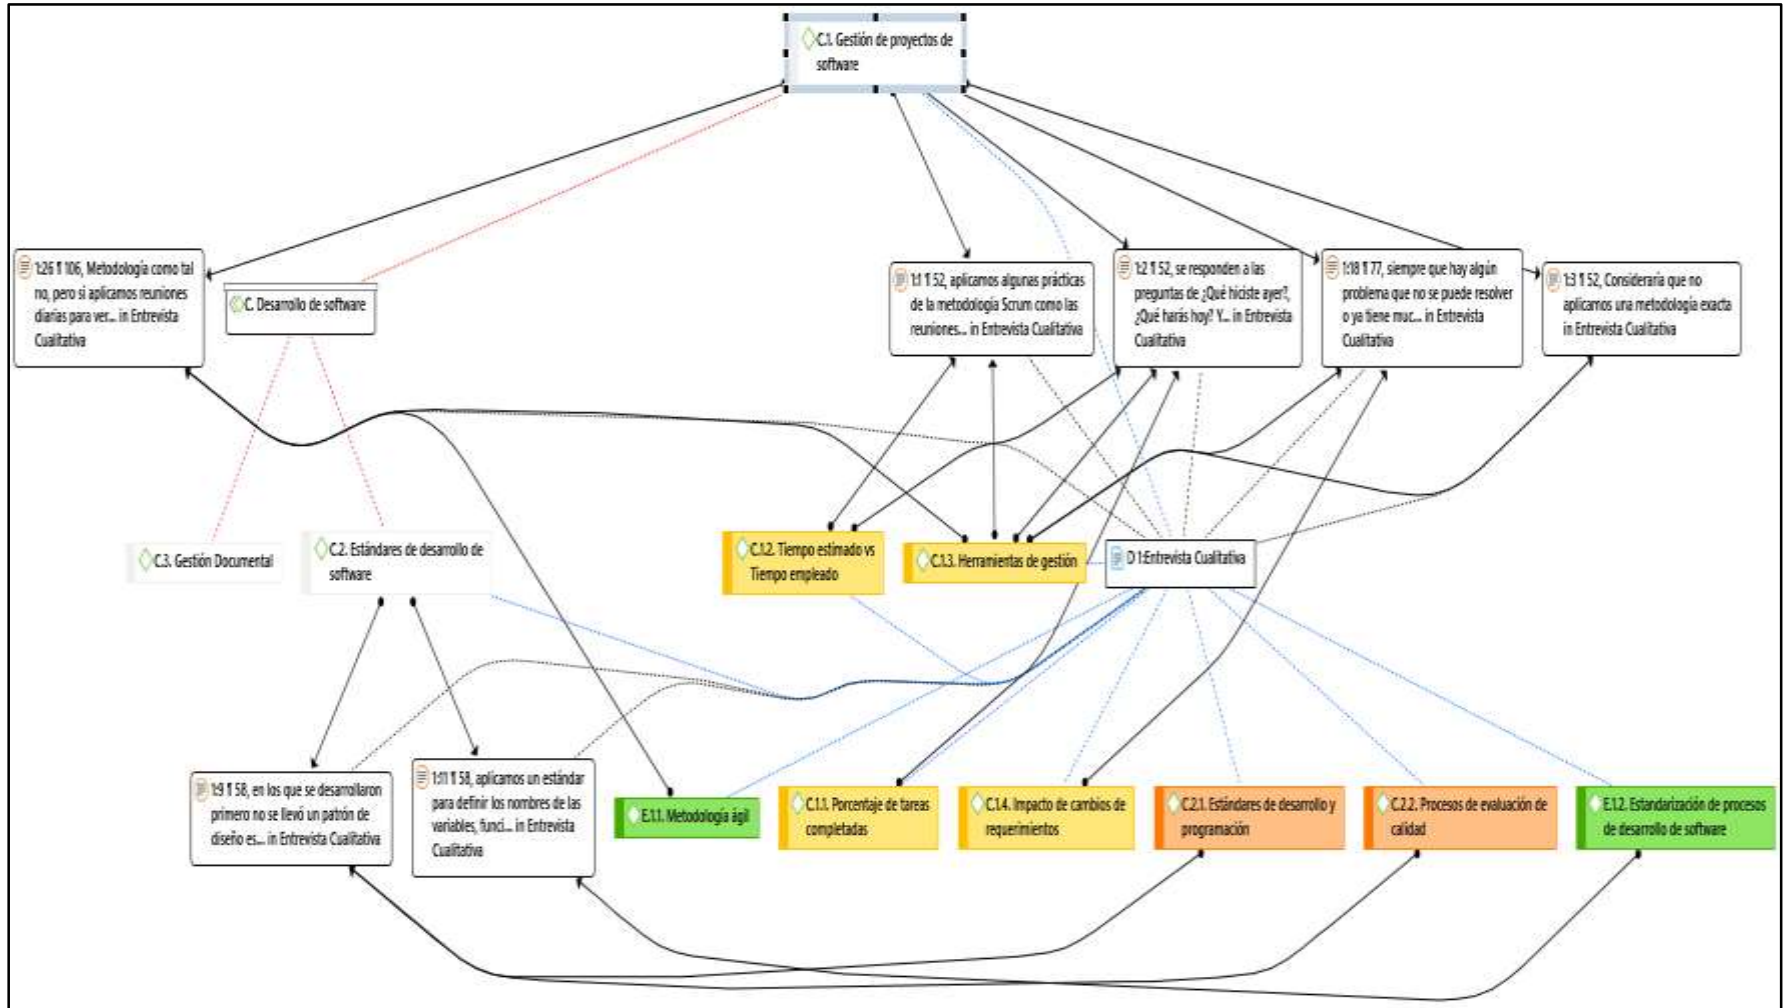 C.1. Gestión de proyectos de
software
1:26 ¶ 106, Metodología como tal
no, pero si aplicamos reuniones
diarias para ver... in Entrevista
Cualitativa
C. Desarrollo de software
1:1 ¶ 52, aplicamos algunas prácticas
de la metodología Scrum como las
reuniones... in Entrevista Cualitativa
1:2 ¶ 52, se responden a las
preguntas de ¿Qué hiciste ayer?,
¿Qué harás hoy? Y... in Entrevista
Cualitativa
1:18 ¶ 77, siempre que hay algún
problema que no se puede resolver
o ya tiene muc... in Entrevista
Cualitativa
1:3 ¶ 52, Consideraría que no
aplicamos una metodología exacta
in Entrevista Cualitativa
C.3. Gestión Documental
C.2. Estándares de desarrollo de
software
C.1.2. Tiempo estimado vs
Tiempo empleado
C.1.3. Herramientas de gestión
D 1:Entrevista Cualitativa
1:9 ¶ 58, en los que se desarrollaron
primero no se llevó un patrón de
diseño es... in Entrevista Cualitativa
1:11 ¶ 58, aplicamos un estándar
para definir los nombres de las
variables, funci... in Entrevista
Cualitativa
E.1.1. Metodología ágil
C.1.1. Porcentaje de tareas
completadas
C.1.4. Impacto de cambios de
requerimientos
C.2.1. Estándares de desarrollo y
programación
C.2.2. Procesos de evaluación de
calidad
E.1.2. Estandarización de procesos
de desarrollo de software